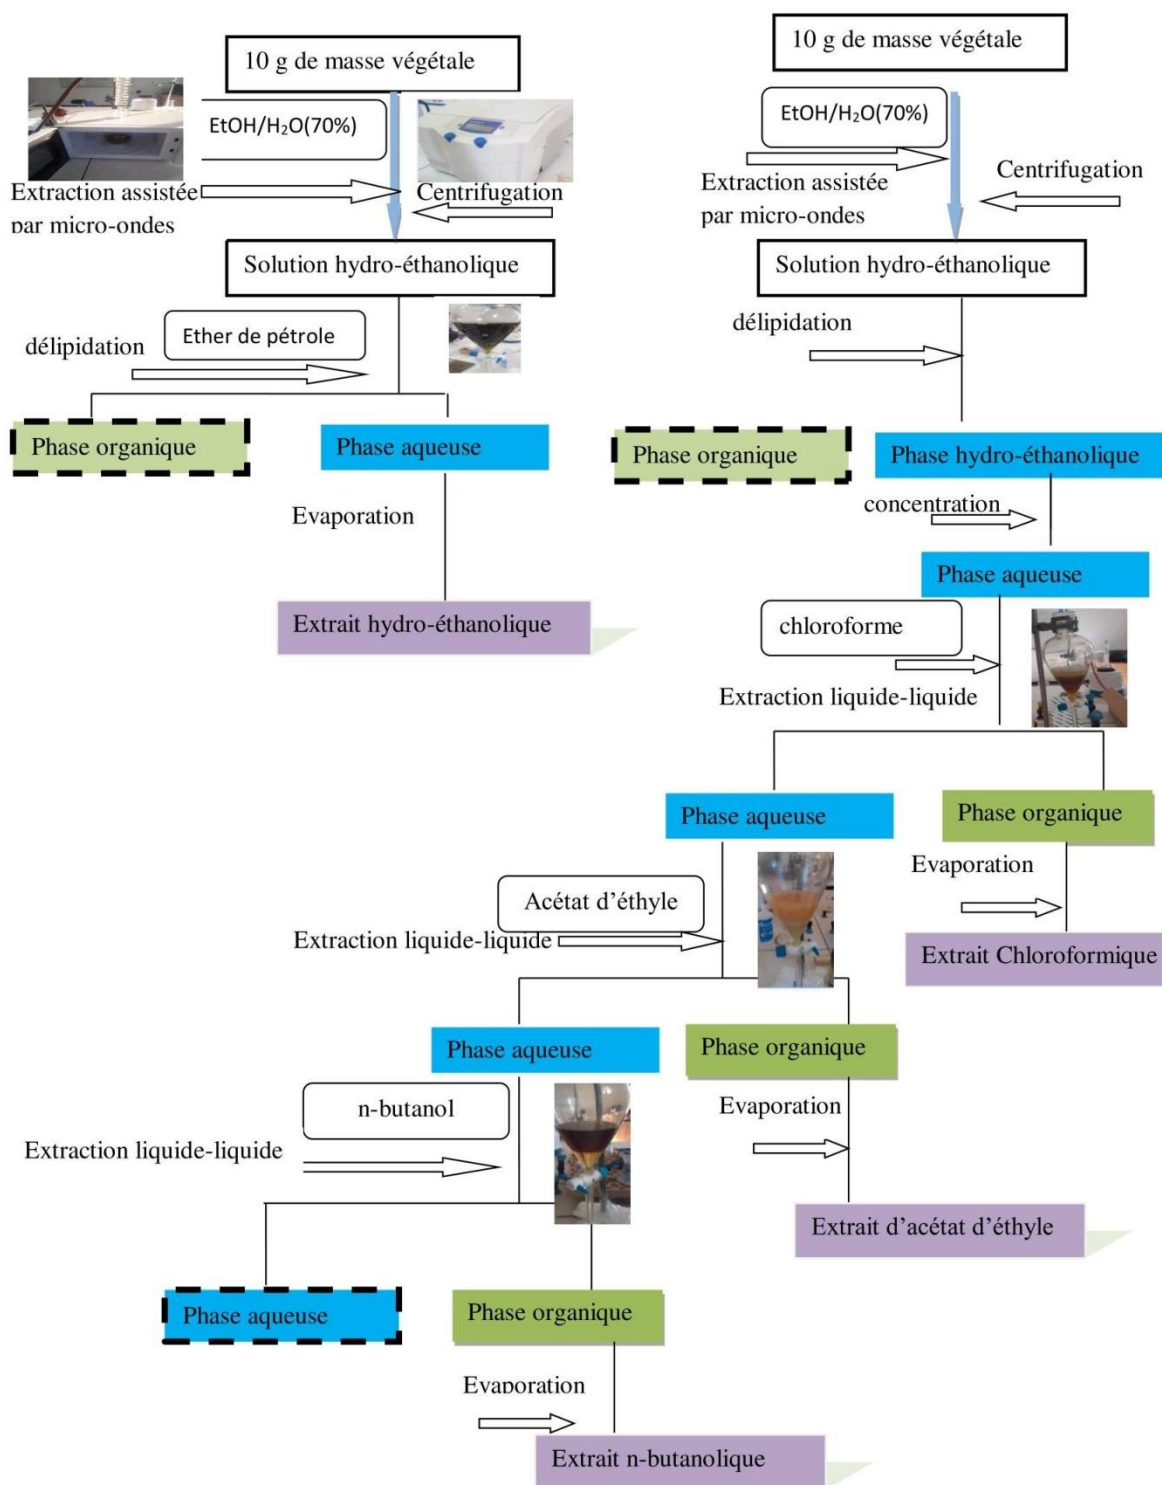 10 g de masse végétale
EtOH/H₂O(70%)
Extraction assistée
par micro-ondes
Centrifugation
Solution hydro-éthanolique
délipidation
Ether de pétrole
Phase organique
Phase aqueuse
Evaporation
Extrait hydro-éthanolique
10 g de masse végétale
EtOH/H₂O(70%)
Extraction assistée
par micro-ondes
Centrifugation
Solution hydro-éthanolique
délipidation
Phase organique
Phase hydro-éthanolique
concentration
Phase aqueuse
chloroforme
Extraction liquide-liquide
Phase aqueuse
Phase organique
Evaporation
Extrait Chloroformique
Acétat d’éthyle
Extraction liquide-liquide
Phase aqueuse
Phase organique
Evaporation
Extrait d’acétat d’éthyle
n-butanol
Extraction liquide-liquide
Phase aqueuse
Phase organique
Evaporation
Extrait n-butanolique